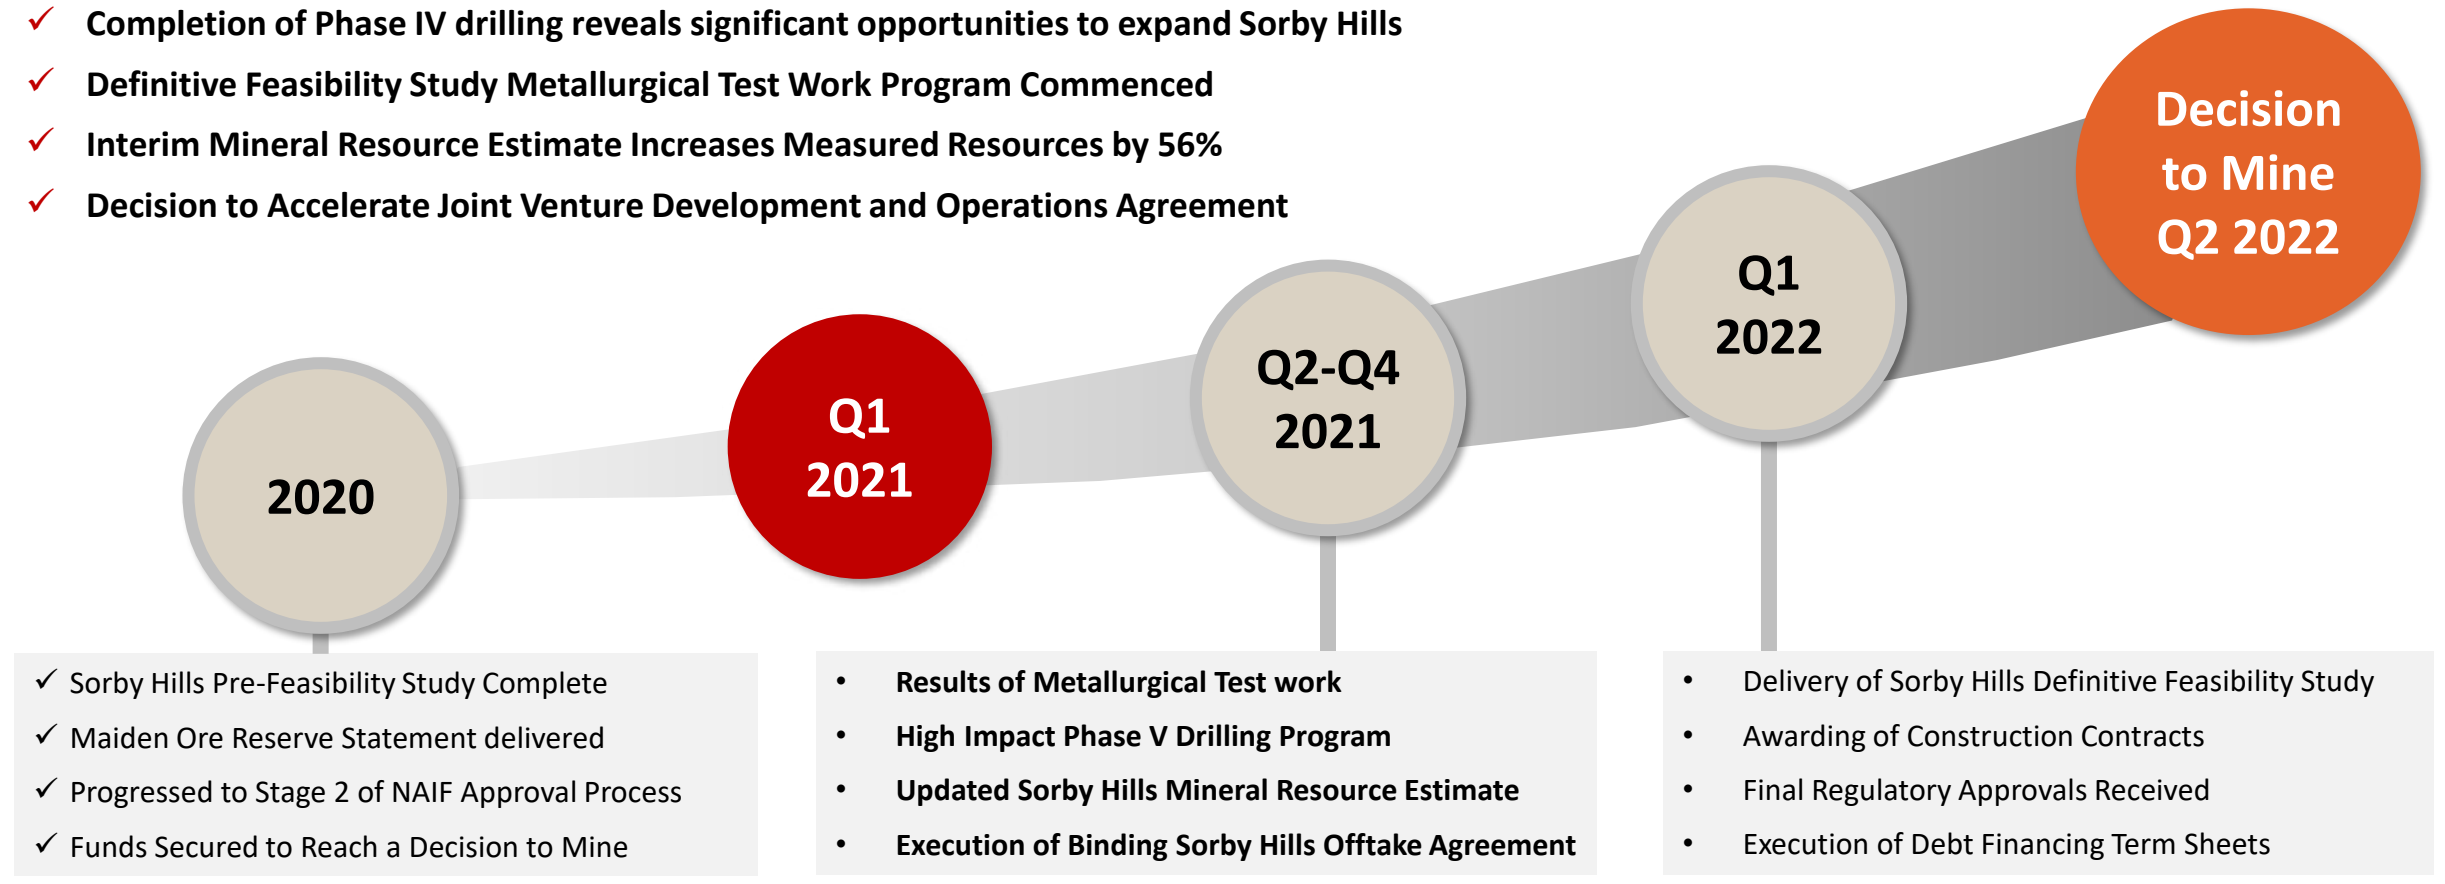 ✓ Completion of Phase IV drilling reveals significant opportunities to expand Sorby Hills
✓ Definitive Feasibility Study Metallurgical Test Work Program Commenced
✓ Interim Mineral Resource Estimate Increases Measured Resources by 56%
✓ Decision to Accelerate Joint Venture Development and Operations Agreement
2020
Q1
2021
Q2-Q4
2021
Q1
2022
Decision
to Mine
Q2 2022
✓ Sorby Hills Pre-Feasibility Study Complete
✓ Maiden Ore Reserve Statement delivered
✓ Progressed to Stage 2 of NAIF Approval Process
✓ Funds Secured to Reach a Decision to Mine
• Results of Metallurgical Test work
• High Impact Phase V Drilling Program
• Updated Sorby Hills Mineral Resource Estimate
• Execution of Binding Sorby Hills Offtake Agreement
• Delivery of Sorby Hills Definitive Feasibility Study
• Awarding of Construction Contracts
• Final Regulatory Approvals Received
• Execution of Debt Financing Term Sheets